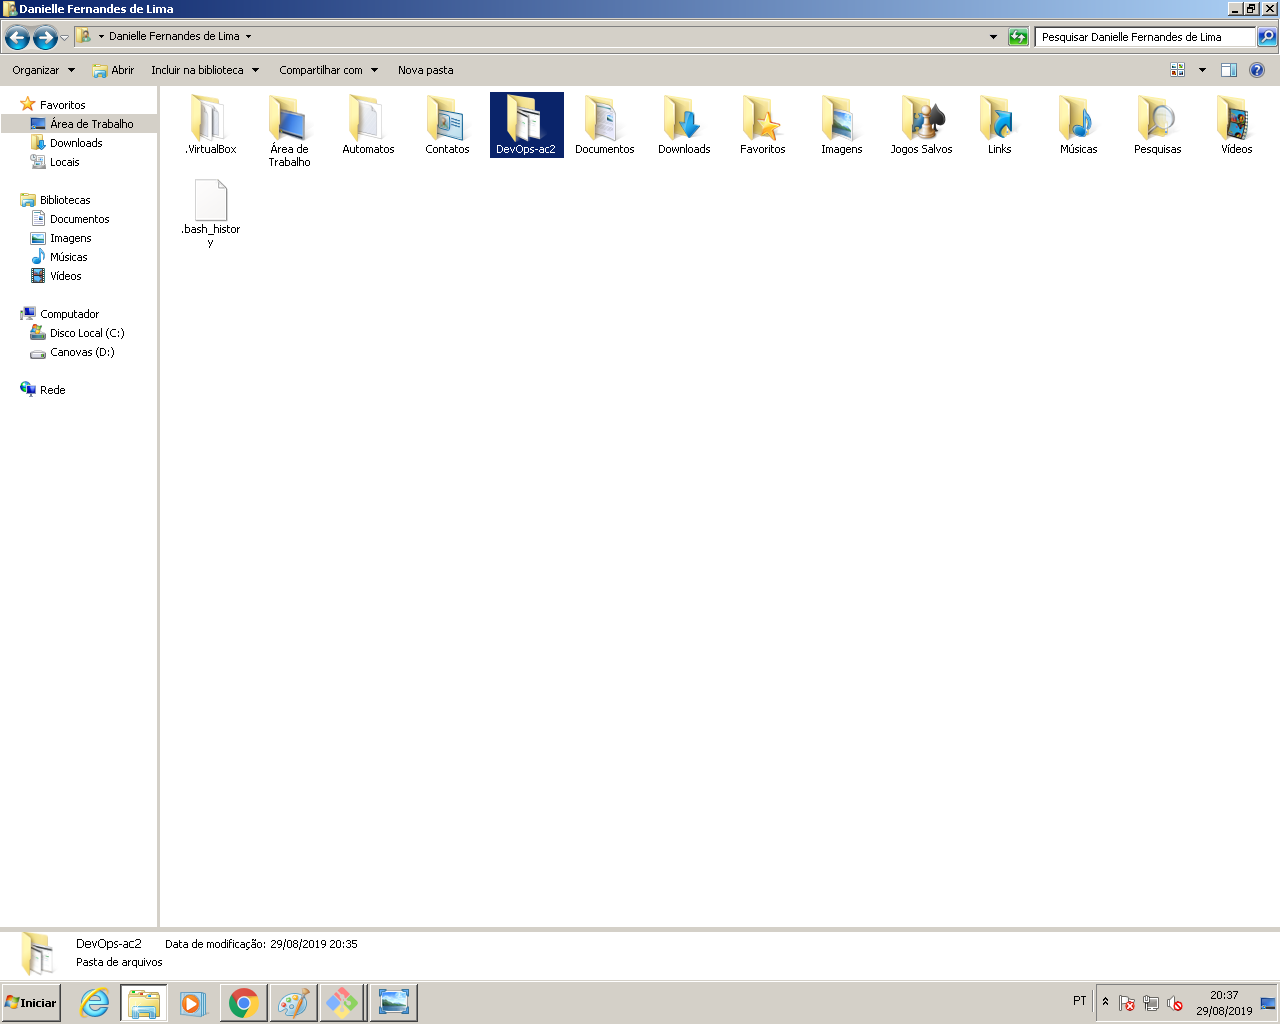 Danielle Fernandes de Lima
Danielle Fernandes de Lima
Pesquisar Danielle Fernandes de Lima
Organizar Abrir Incluir na biblioteca Compartilhar com Nova pasta
Favoritos
Área de Trabalho
Downloads
Locais
Bibliotecas
Documentos
Imagens
Músicas
Vídeos
Computador
Disco Local (C:)
Canovas (D:)
Rede
.VirtualBox
Área de
Trabalho
Automatos
Contatos
DevOps-ac2
Documentos
Downloads
Favoritos
Imagens
Jogos Salvos
Links
Músicas
Pesquisas
Vídeos
.bash_histor
y
DevOps-ac2 Data de modificação: 29/08/2019 20:35
Pasta de arquivos
Iniciar
PT
20:37
29/08/2019